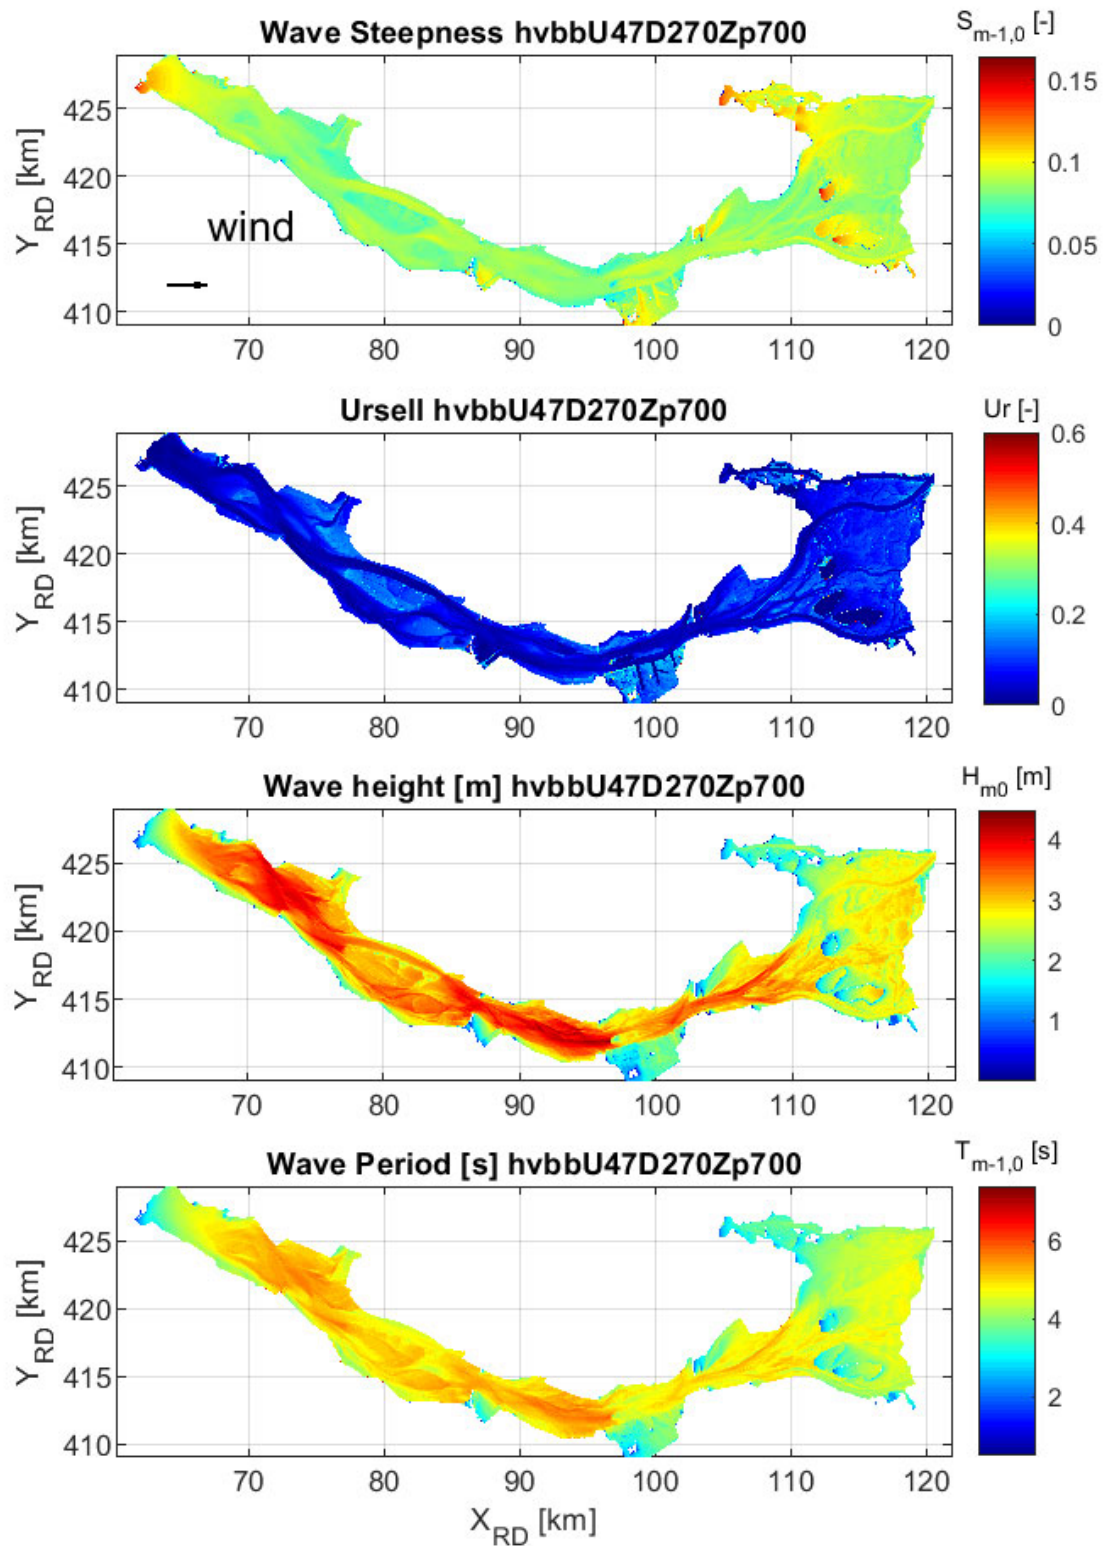 Wave Steepness hvbbU47D270Zp700
S_m-1,0 [-]
Y_RD [km]
425
420
415
410
wind
70 80 90 100 110 120
0.15
0.1
0.05
0
Ursell hvbbU47D270Zp700
Ur [-]
Y_RD [km]
425
420
415
410
70 80 90 100 110 120
0.6
0.4
0.2
0
Wave height [m] hvbbU47D270Zp700
H_m0 [m]
Y_RD [km]
425
420
415
410
70 80 90 100 110 120
4
3
2
1
Wave Period [s] hvbbU47D270Zp700
T_m-1,0 [s]
Y_RD [km]
425
420
415
410
70 80 90 100 110 120
X_RD [km]
6
4
2